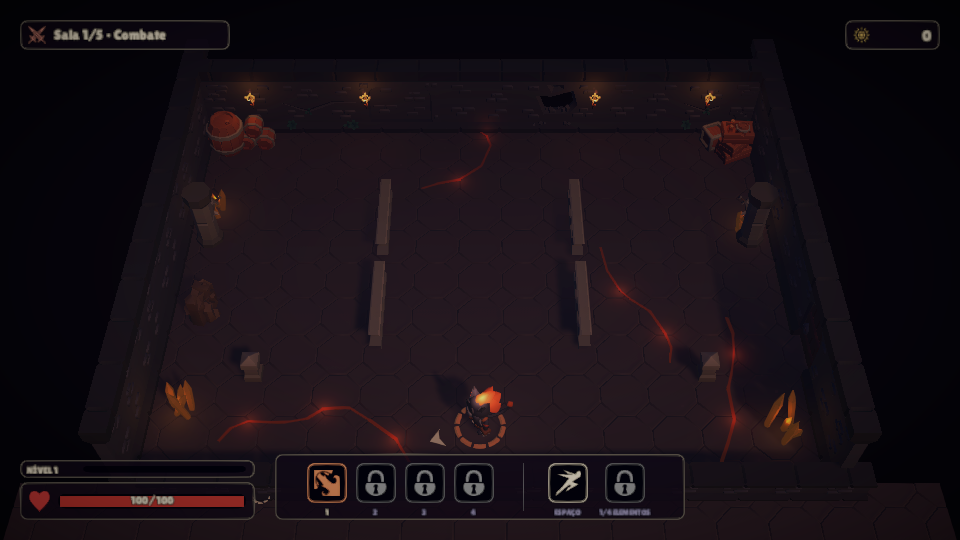 Sala 1/5 - Combate
0
NÍVEL 1
100/100
1
2
3
4
ESPAÇO
1/4 ELEMENTOS